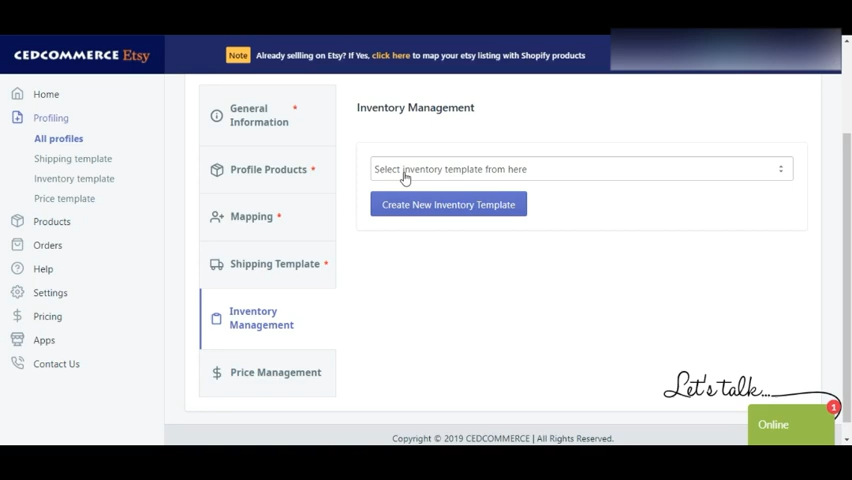 CEDCOMMERCE Etsy
Note Already sellling on Etsy? If Yes, click here to map your etsy listing with Shopify products
Home
Profiling
All profiles
Shipping template
Inventory template
Price template
Products
Orders
Help
Settings
Pricing
Apps
Contact Us
General
Information *
Profile Products *
Mapping *
Shipping Template *
Inventory
Management
Price Management
Inventory Management
Select inventory template from here
Create New Inventory Template
Let's talk...
1
Online
Copyright © 2019 CEDCOMMERCE | All Rights Reserved.